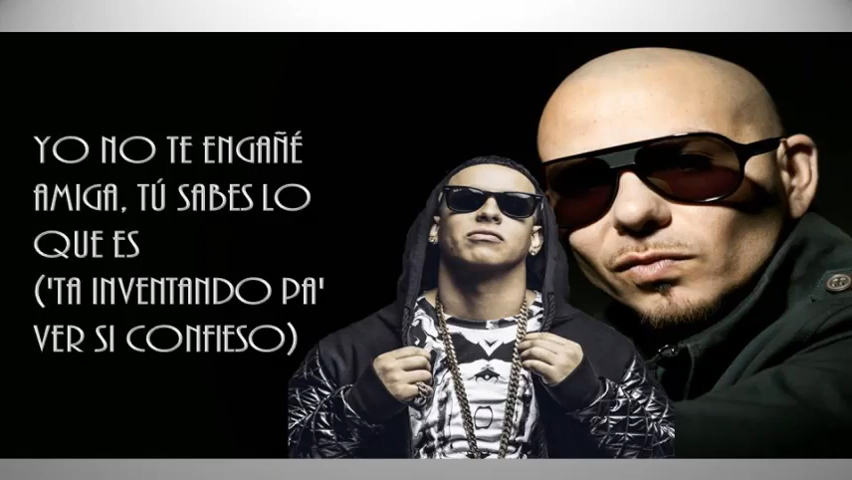 YO NO TE ENGAÑÉ
AMIGA, TÚ SABES LO
QUE ES
('TA INVENTANDO PA'
VER SI CONFIESO)